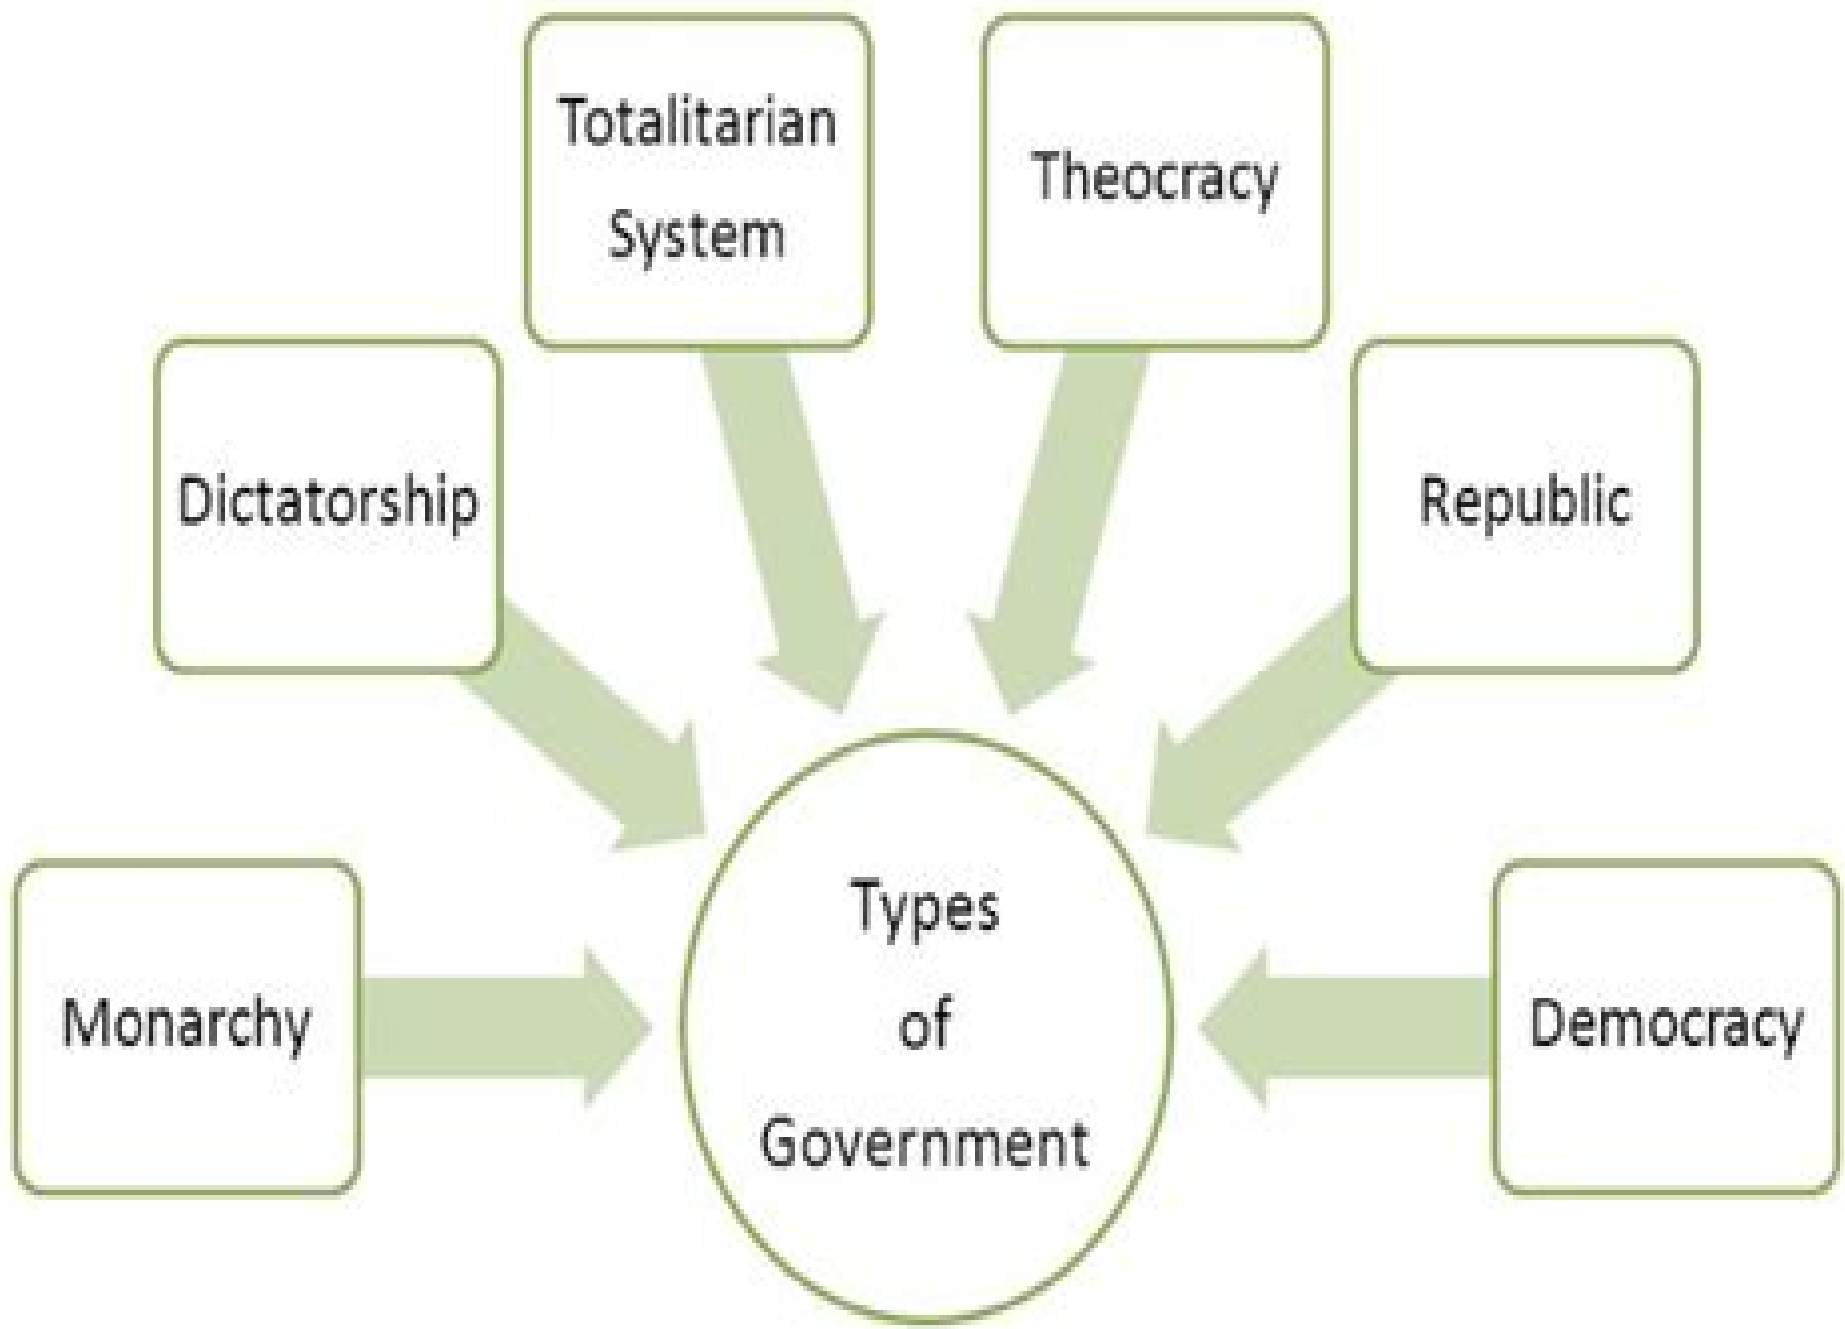 Totalitarian
System
Theocracy
Dictatorship
Republic
Monarchy
Types
of
Government
Democracy